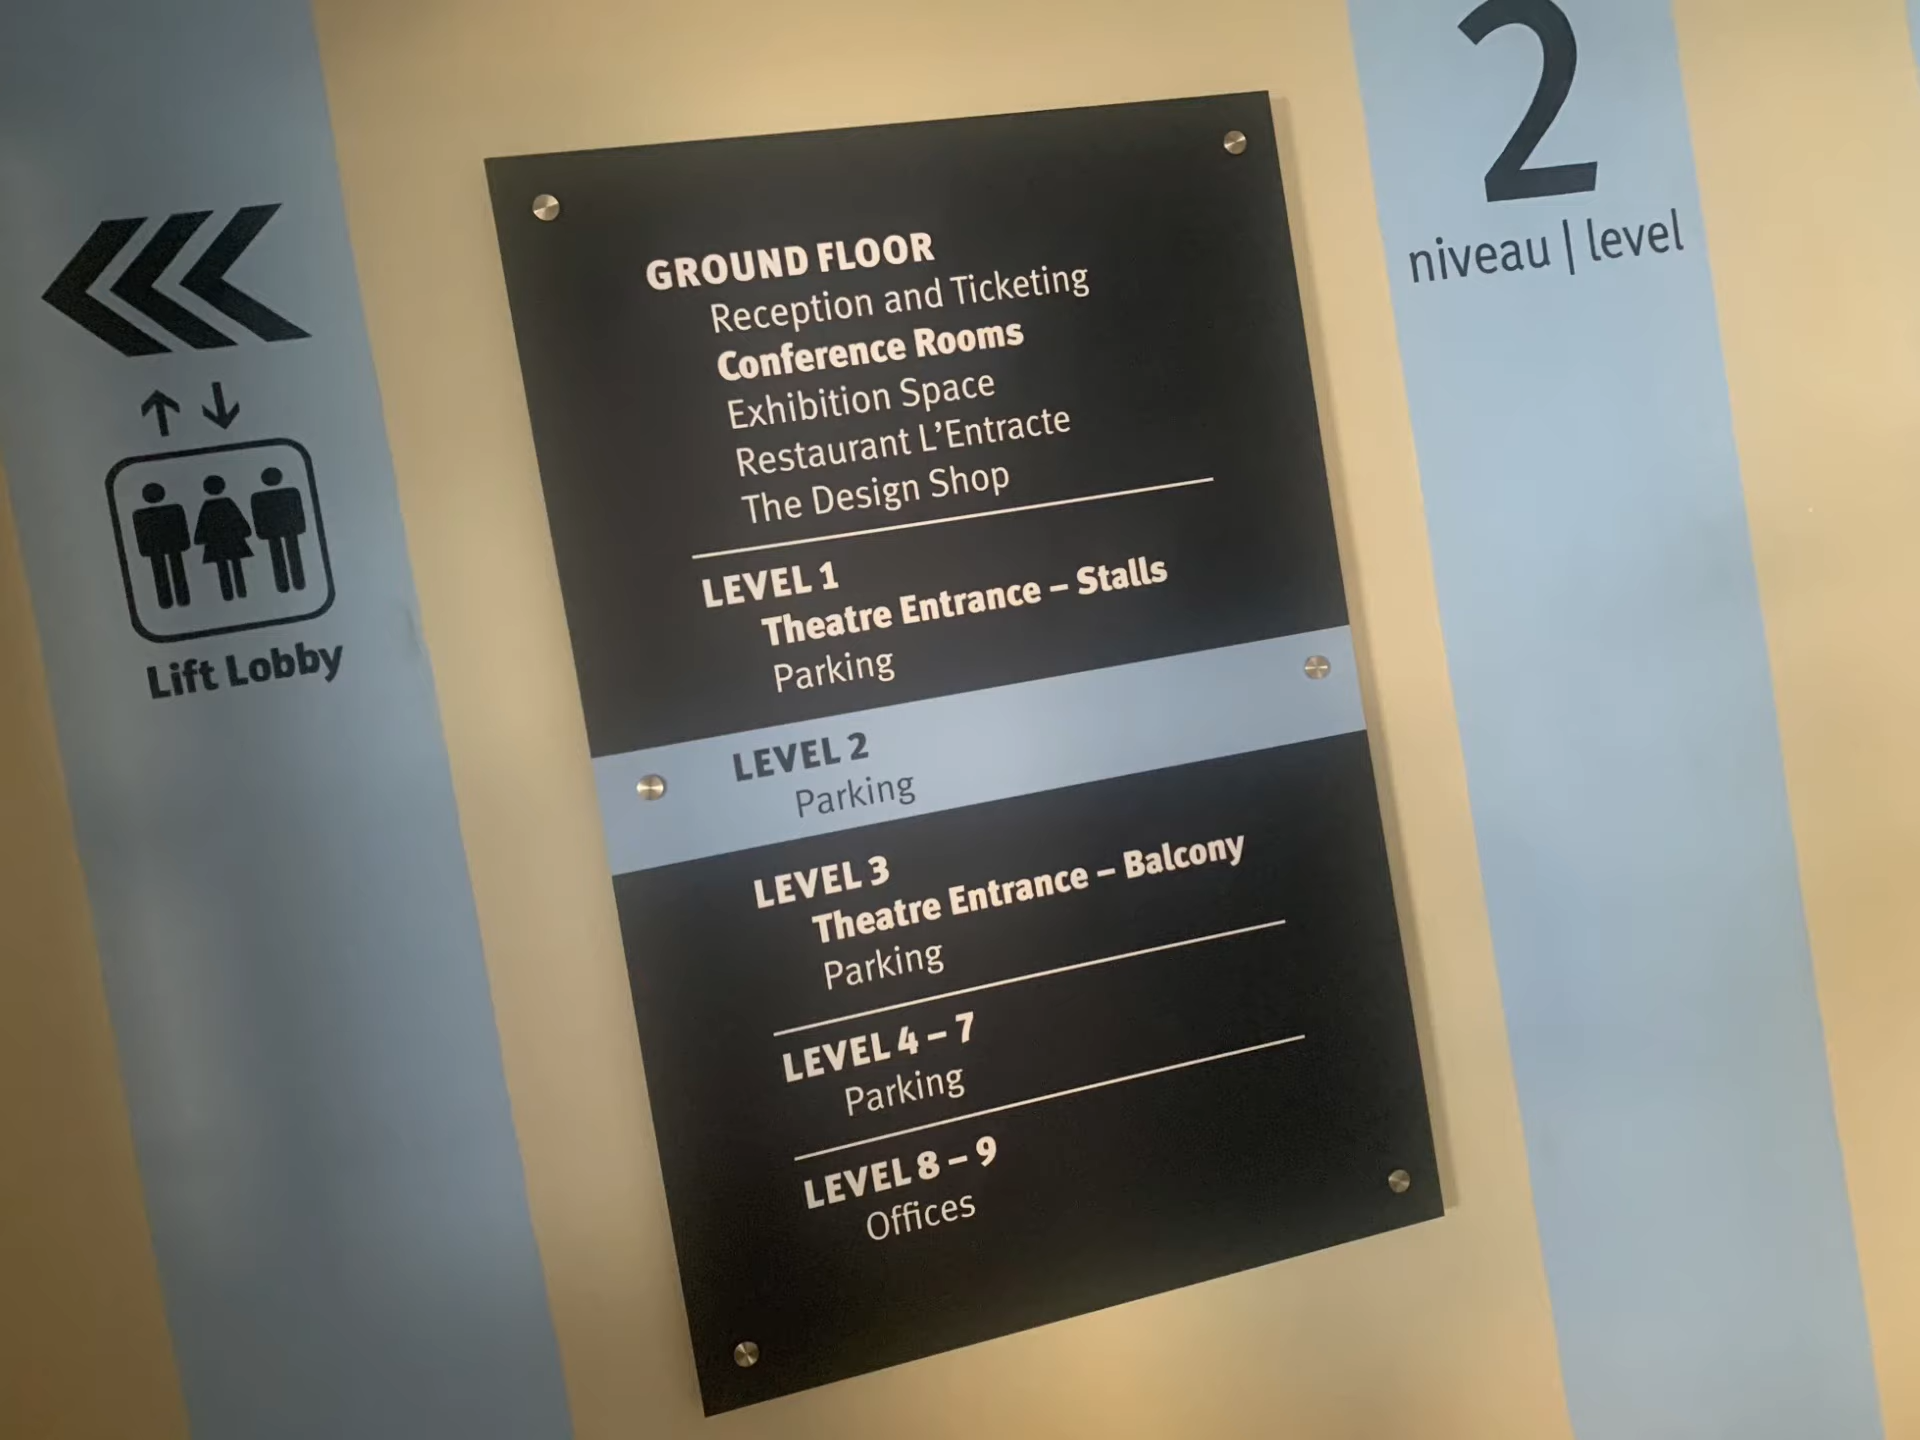 2
niveau | level
Lift Lobby
GROUND FLOOR
Reception and Ticketing
Conference Rooms
Exhibition Space
Restaurant L’Entracte
The Design Shop
LEVEL 1
Theatre Entrance – Stalls
Parking
LEVEL 2
Parking
LEVEL 3
Theatre Entrance – Balcony
Parking
LEVEL 4 – 7
Parking
LEVEL 8 – 9
Offices